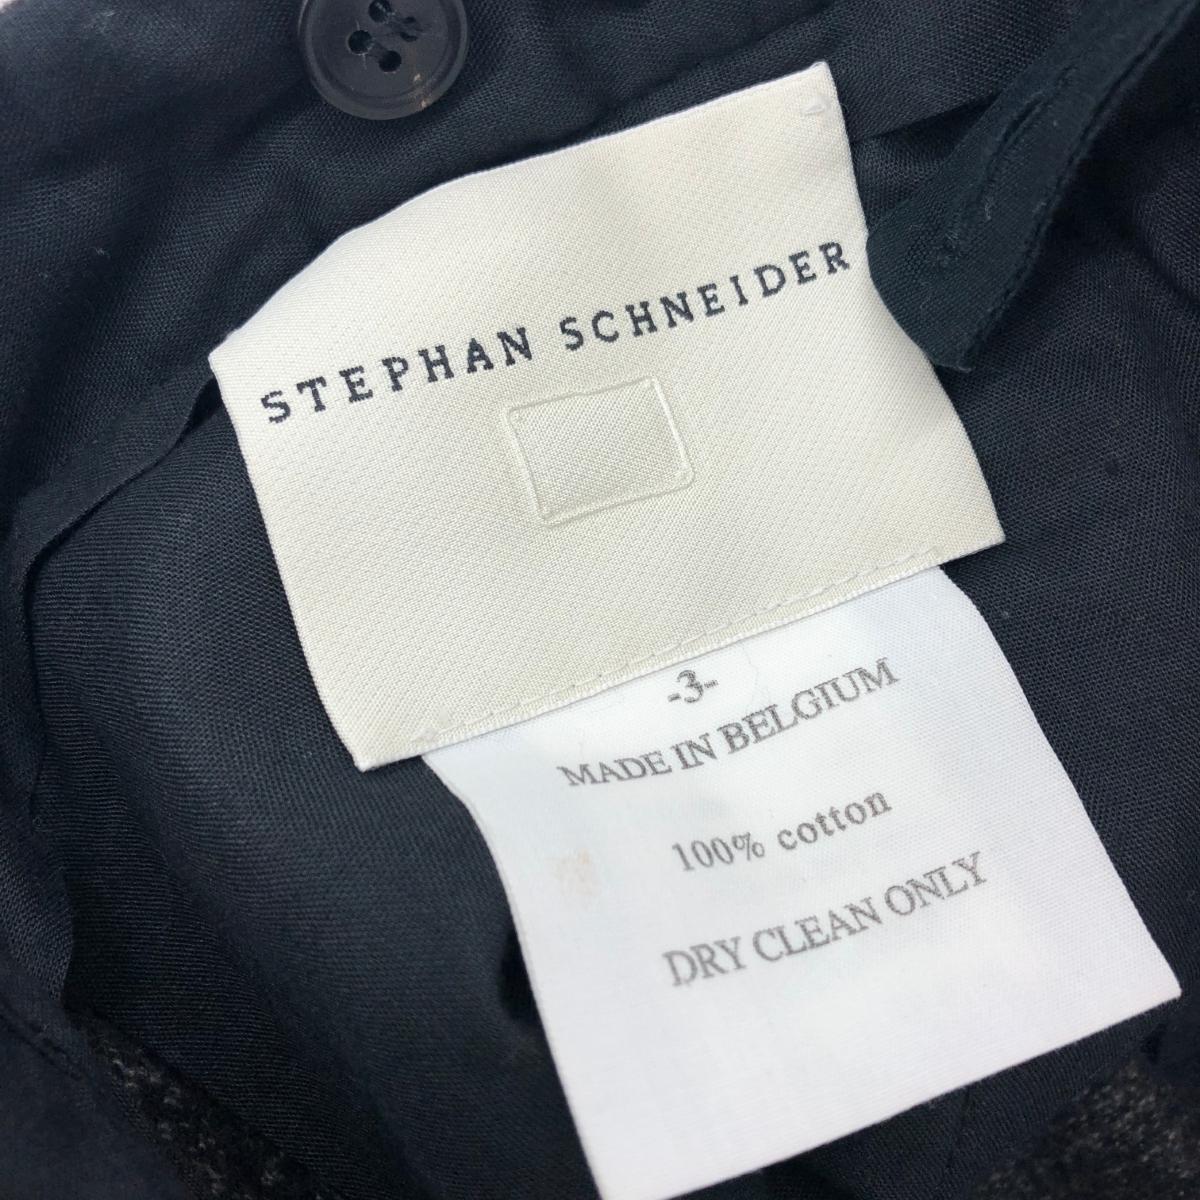 STEPHAN SCHNEIDER
-3-
MADE IN BELGIUM
100% cotton
DRY CLEAN ONLY